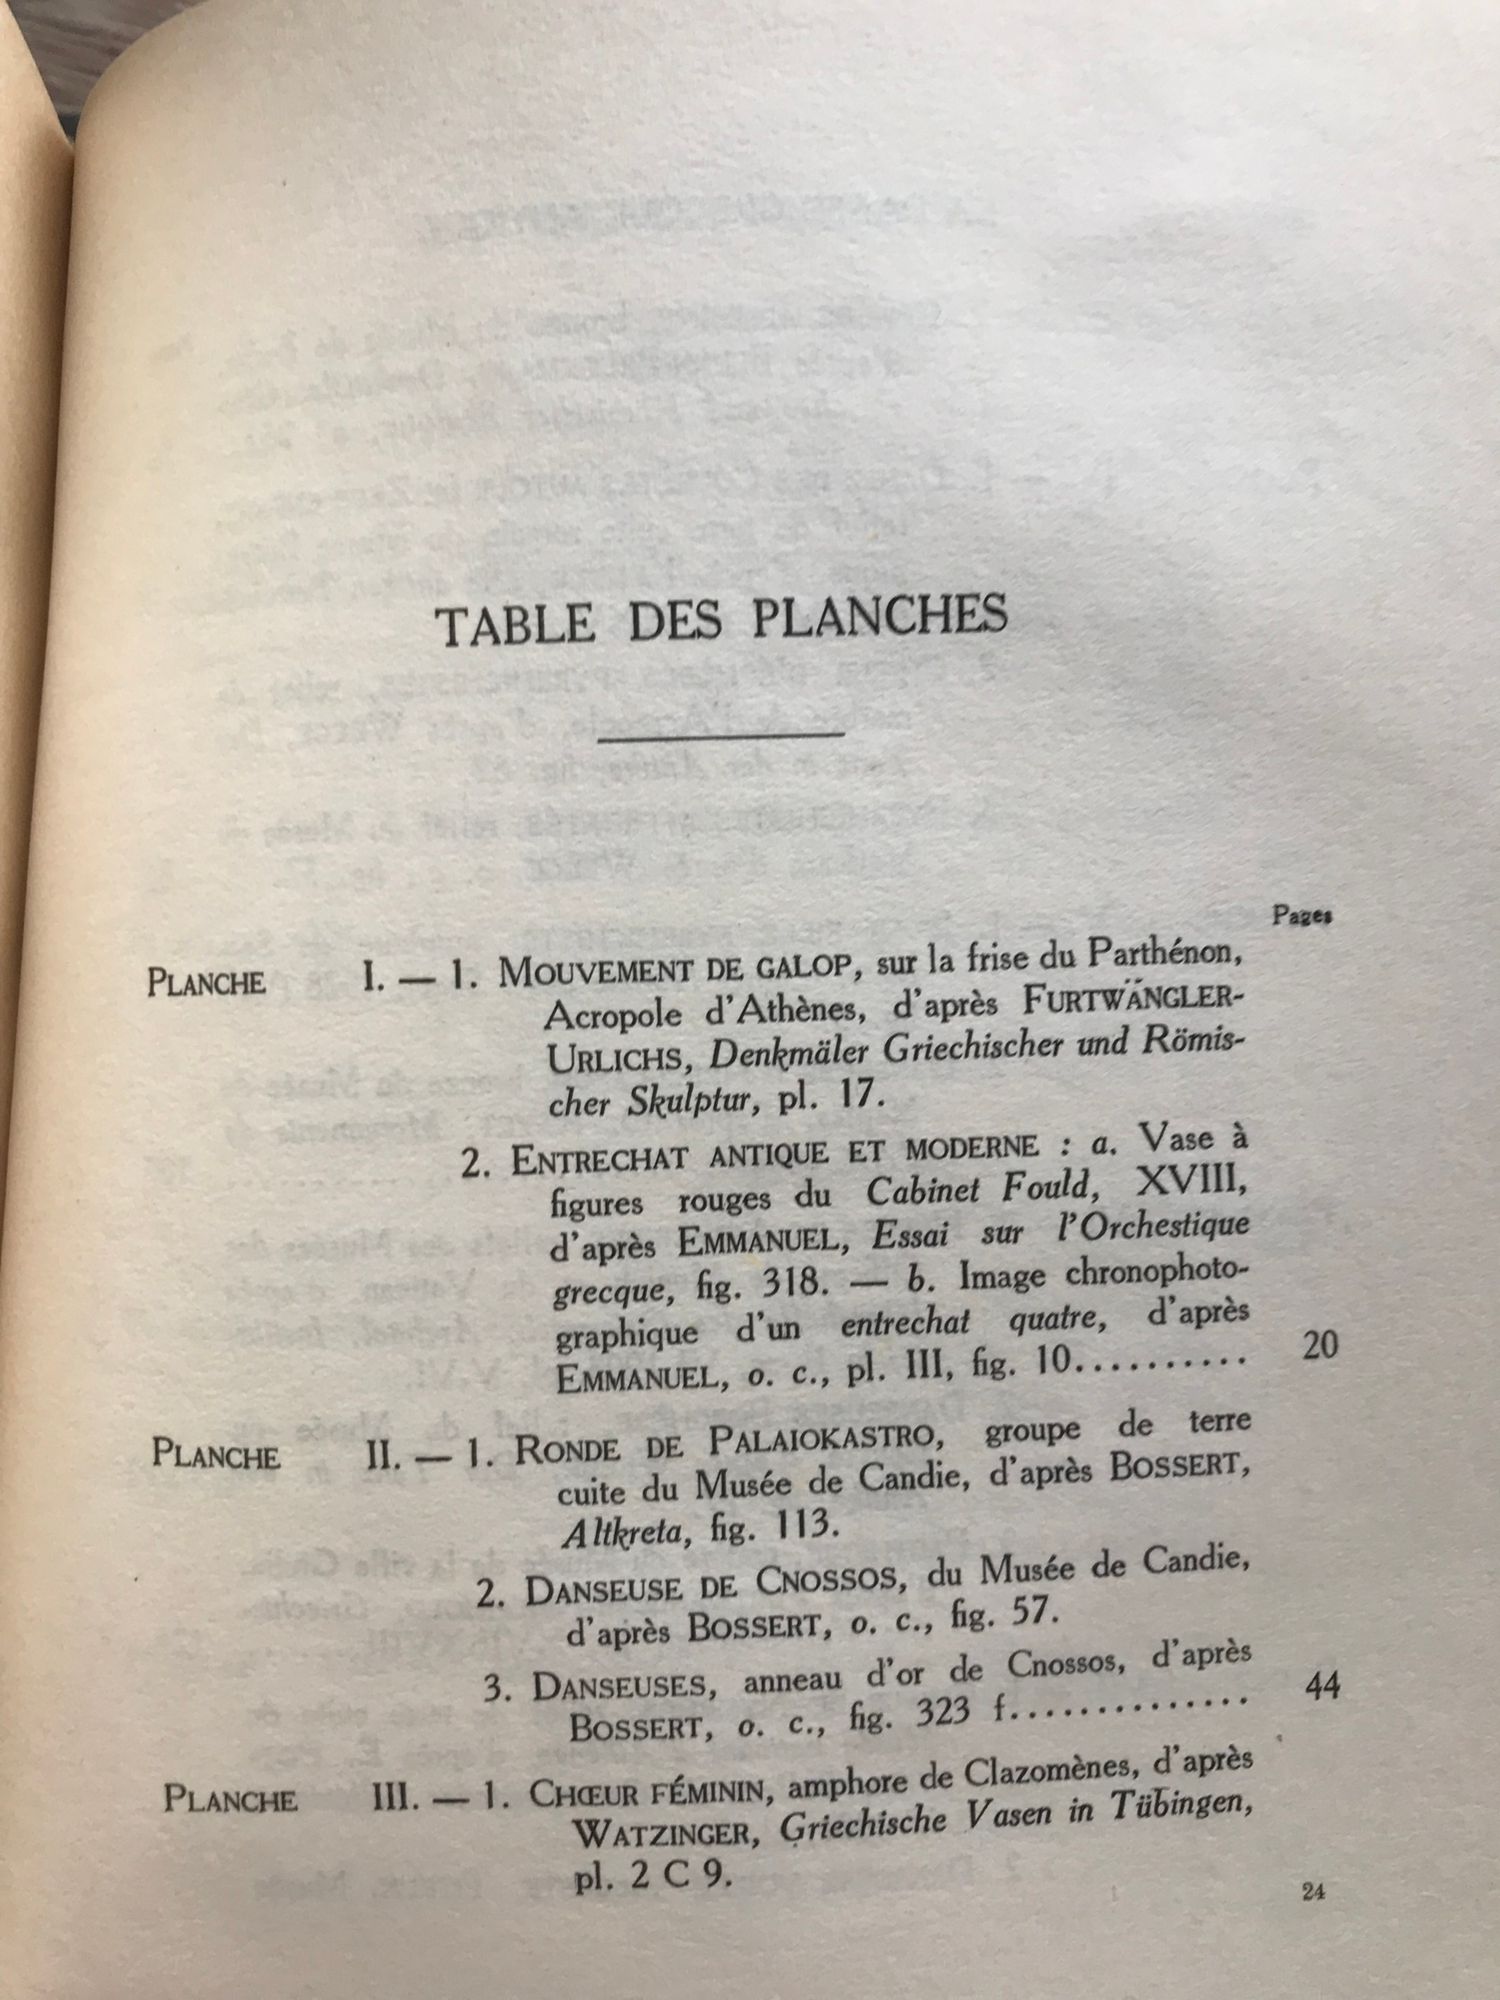 TABLE DES PLANCHES
Pages
PLANCHE I. — 1. MOUVEMENT DE GALOP, sur la frise du Parthénon,
Acropole d'Athènes, d'après FURTWÄNGLER-
URLICHS, Denkmäler Griechischer und Römis-
cher Skulptur, pl. 17.
2. ENTRECHAT ANTIQUE ET MODERNE : a. Vase à
figures rouges du Cabinet Fould, XVIII,
d'après EMMANUEL, Essai sur l'Orchestique
grecque, fig. 318. — b. Image chronophoto-
graphique d'un entrechat quatre, d'après
EMMANUEL, o. c., pl. III, fig. 10.......... 20
PLANCHE II. — 1. RONDE DE PALAIOKASTRO, groupe de terre
cuite du Musée de Candie, d'après BOSSERT,
Altkreta, fig. 113.
2. DANSEUSE DE CNOSSOS, du Musée de Candie,
d'après BOSSERT, o. c., fig. 57.
3. DANSEUSES, anneau d'or de Cnossos, d'après
BOSSERT, o. c., fig. 323 f.............. 44
PLANCHE III. — 1. CHŒUR FÉMININ, amphore de Clazomènes, d'après
WATZINGER, Griechische Vasen in Tübingen,
pl. 2 C 9.
24